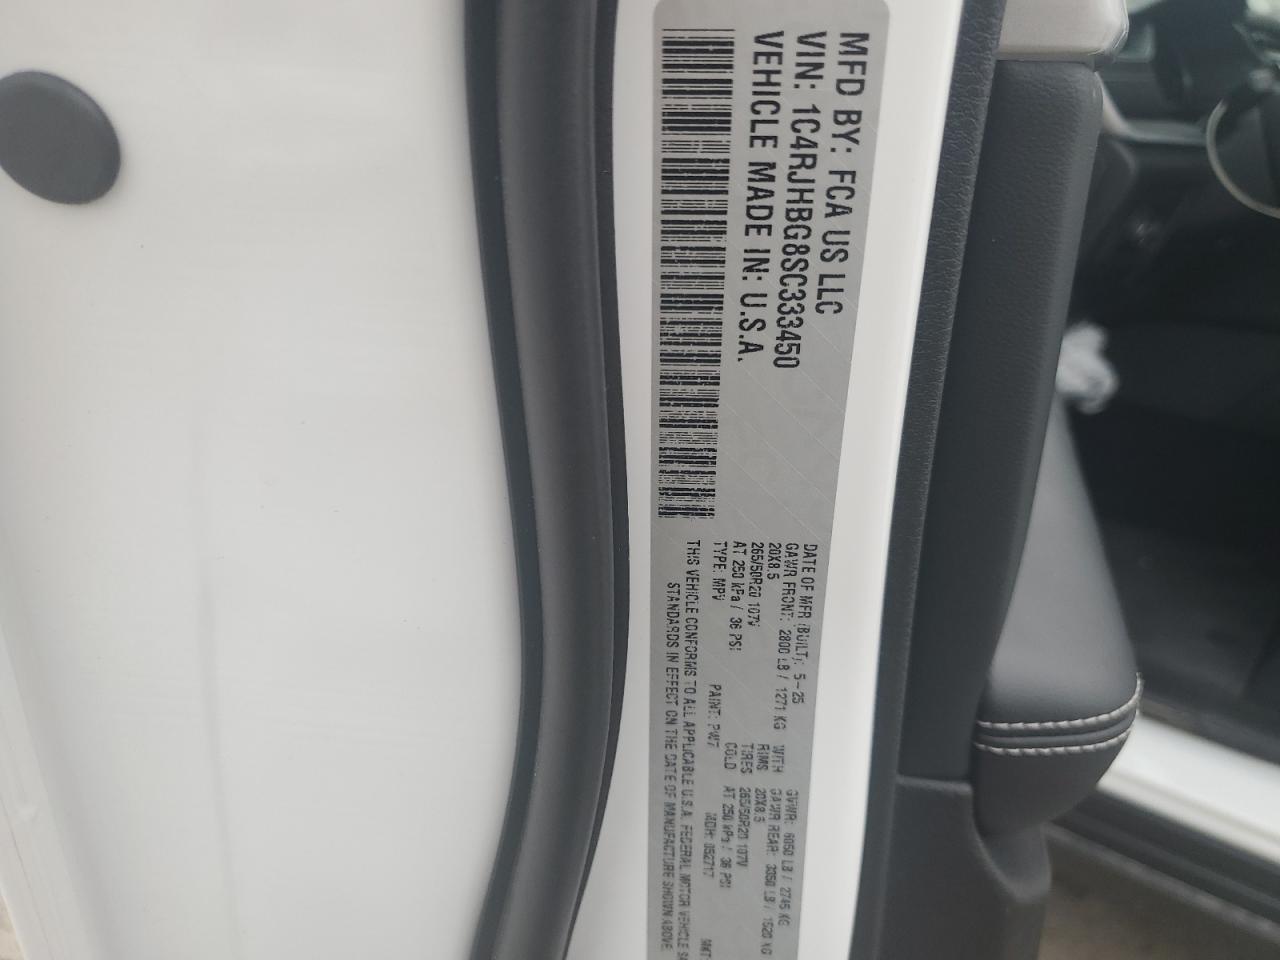 MFD BY: FCA US LLC
VIN: 1C4RJHBG8SC333450
VEHICLE MADE IN: U.S.A.
DATE OF MFR (BUILT): 5-25 GVWR: 6050 LB / 2745 KG
GAWR FRONT: 2800 LB / 1271 KG WITH GAWR REAR: 3350 LB / 1520 KG
20X8.5 RIMS 20X8.5
265/50R20 107V TIRES 265/50R20 107V
AT 250 kPa / 36 PSI COLD AT 250 kPa / 36 PSI
TYPE: MPV PAINT: PW7 MDH: 052717
THIS VEHICLE CONFORMS TO ALL APPLICABLE U.S.A. FEDERAL MOTOR VEHICLE
STANDARDS IN EFFECT ON THE DATE OF MANUFACTURE SHOWN ABOVE.